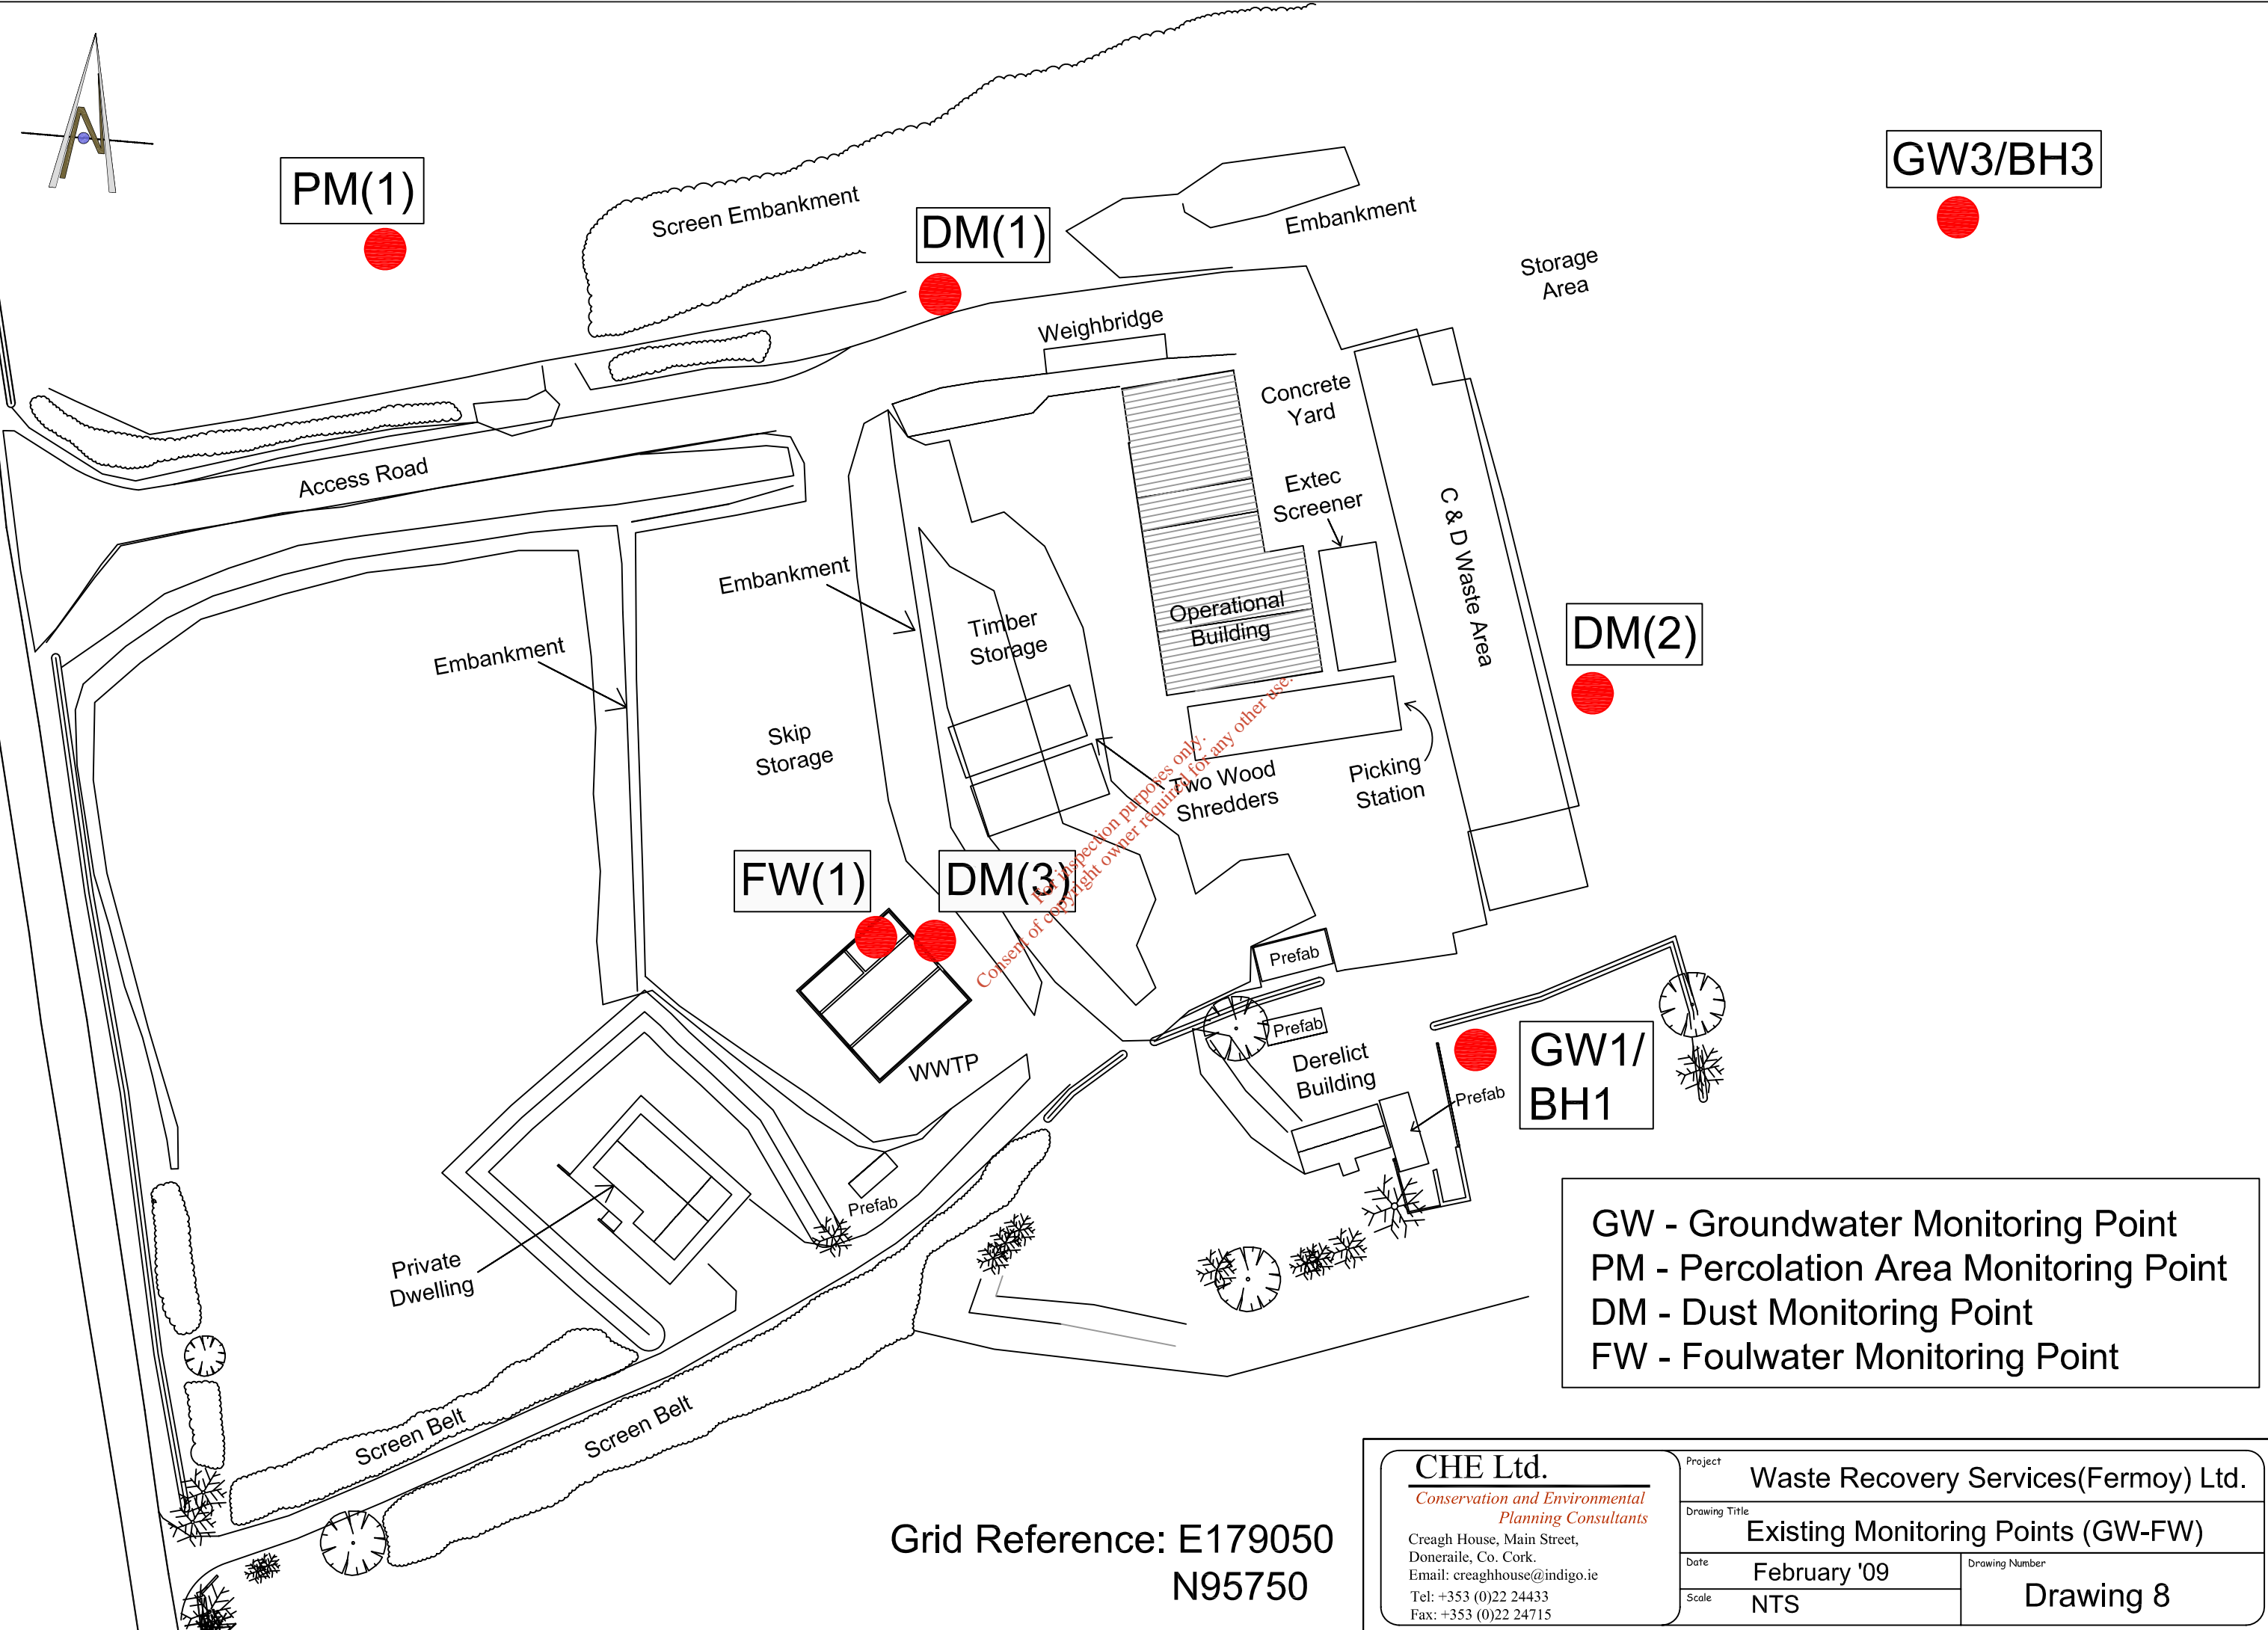 N
PM(1)
GW3/BH3
Screen Embankment
DM(1)
Embankment
Storage
Area
Weighbridge
Concrete
Yard
Access Road
Extec
Screener
C & D Waste Area
Embankment
Timber
Storage
Operational
Building
DM(2)
Embankment
Skip
Storage
Two Wood
Shredders
Picking
Station
For inspection purposes only.
Consent of copyright owner required for any other use.
FW(1)
DM(3)
Prefab
Prefab
WWTP
Derelict
Building
GW1/
BH1
Prefab
Prefab
Private
Dwelling
Screen Belt
Screen Belt
GW - Groundwater Monitoring Point
PM - Percolation Area Monitoring Point
DM - Dust Monitoring Point
FW - Foulwater Monitoring Point
Grid Reference: E179050
N95750
CHE Ltd.
Conservation and Environmental
Planning Consultants
Creagh House, Main Street,
Doneraile, Co. Cork.
Email: creaghhouse@indigo.ie
Tel: +353 (0)22 24433
Fax: +353 (0)22 24715
Project
Waste Recovery Services(Fermoy) Ltd.
Drawing Title
Existing Monitoring Points (GW-FW)
Date
February '09
Scale
NTS
Drawing Number
Drawing 8